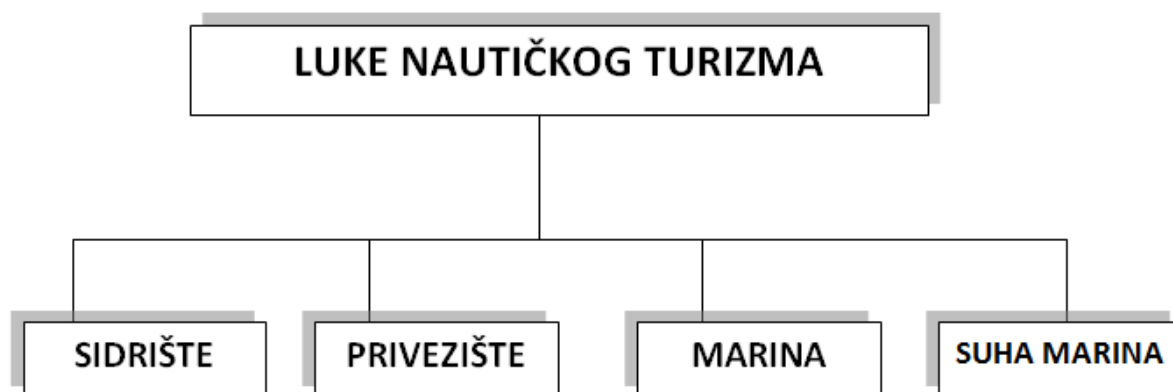 LUKE NAUTIČKOG TURIZMA
SIDRIŠTE
PRIVEZIŠTE
MARINA
SUHA MARINA